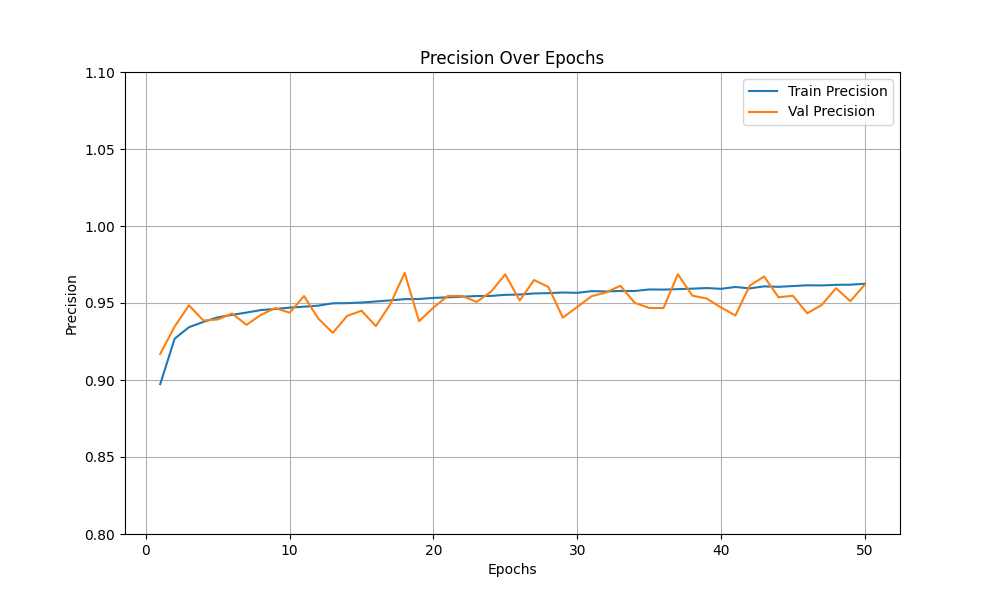 Precision Over Epochs
1.10
1.05
1.00
0.95
0.90
0.85
0.80
Precision
Train Precision
Val Precision
0 10 20 30 40 50
Epochs